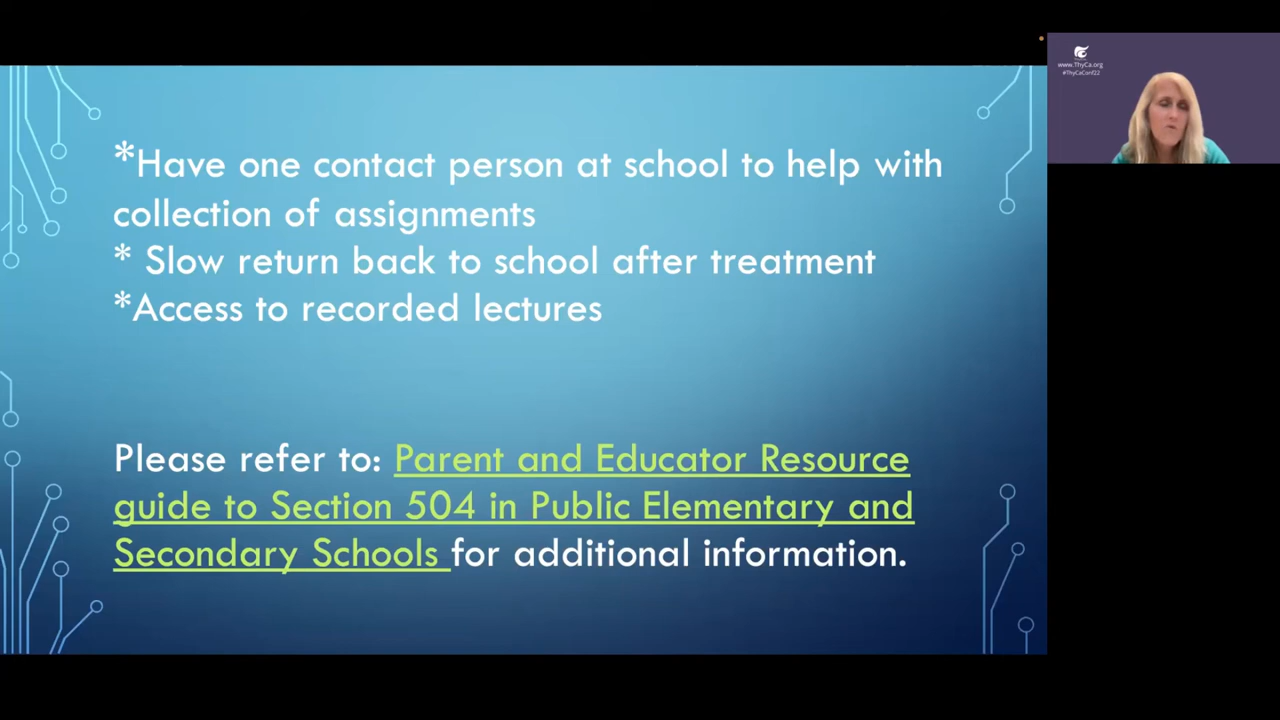 *Have one contact person at school to help with
collection of assignments
* Slow return back to school after treatment
*Access to recorded lectures
Please refer to: Parent and Educator Resource
guide to Section 504 in Public Elementary and
Secondary Schools for additional information.
www.ThyCa.org
#ThyCaConf22